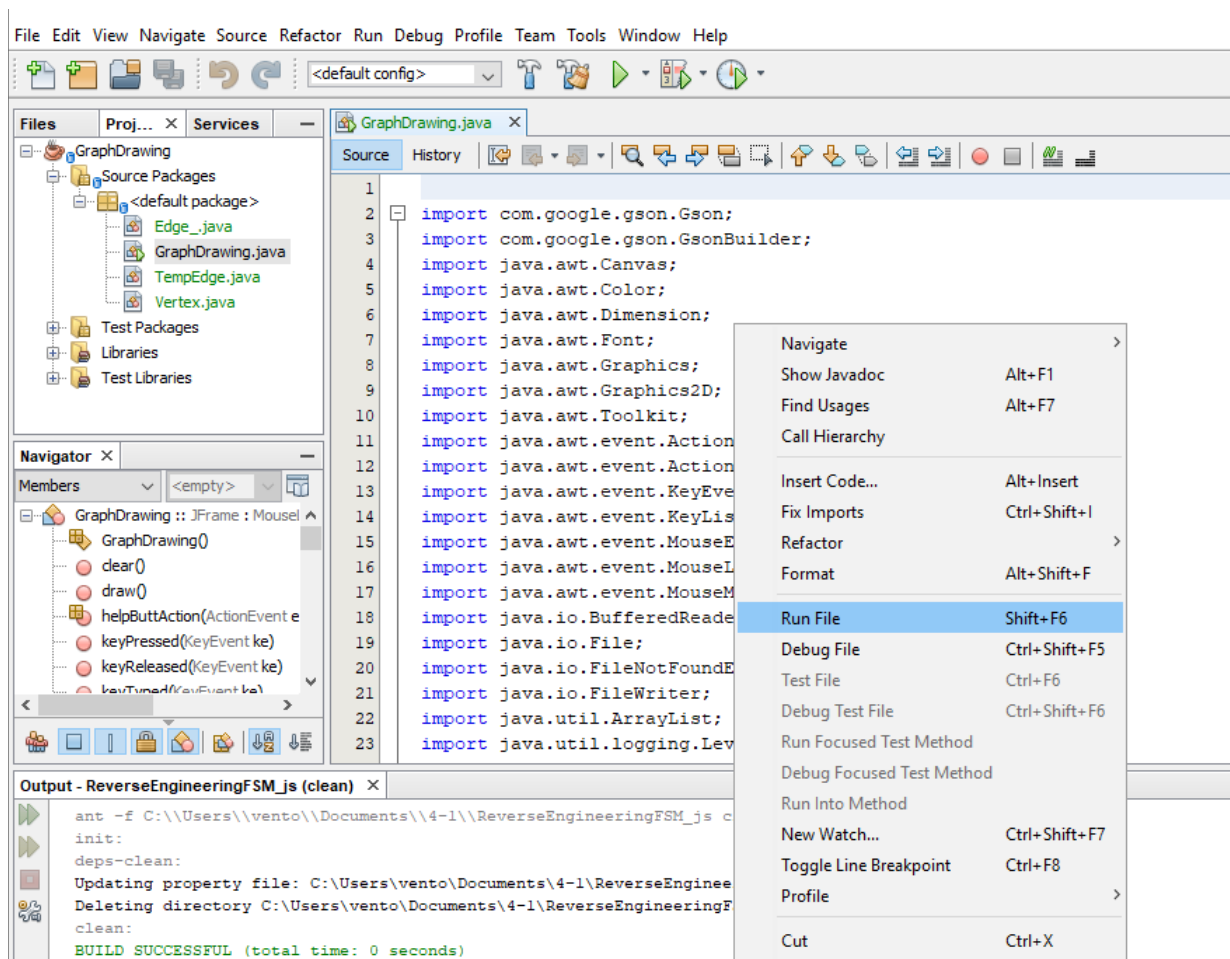 File Edit View Navigate Source Refactor Run Debug Profile Team Tools Window Help
<default config>
Files Proj... Services
GraphDrawing
Source Packages
<default package>
Edge_.java
GraphDrawing.java
TempEdge.java
Vertex.java
Test Packages
Libraries
Test Libraries
Navigator
Members <empty>
GraphDrawing :: JFrame : Mousel
GraphDrawing()
clear()
draw()
helpButtAction(ActionEvent e
keyPressed(KeyEvent ke)
keyReleased(KeyEvent ke)
keyTyped(KeyEvent ke)
GraphDrawing.java
Source History
1
2 import com.google.gson.Gson;
3 import com.google.gson.GsonBuilder;
4 import java.awt.Canvas;
5 import java.awt.Color;
6 import java.awt.Dimension;
7 import java.awt.Font;
8 import java.awt.Graphics;
9 import java.awt.Graphics2D;
10 import java.awt.Toolkit;
11 import java.awt.event.Action
12 import java.awt.event.Action
13 import java.awt.event.KeyEve
14 import java.awt.event.KeyLis
15 import java.awt.event.MouseE
16 import java.awt.event.MouseL
17 import java.awt.event.MouseM
18 import java.io.BufferedReade
19 import java.io.File;
20 import java.io.FileNotFoundE
21 import java.io.FileWriter;
22 import java.util.ArrayList;
23 import java.util.logging.Lev
Navigate
Show Javadoc Alt+F1
Find Usages Alt+F7
Call Hierarchy
Insert Code... Alt+Insert
Fix Imports Ctrl+Shift+I
Refactor
Format Alt+Shift+F
Run File Shift+F6
Debug File Ctrl+Shift+F5
Test File Ctrl+F6
Debug Test File Ctrl+Shift+F6
Run Focused Test Method
Debug Focused Test Method
Run Into Method
New Watch... Ctrl+Shift+F7
Toggle Line Breakpoint Ctrl+F8
Profile
Cut Ctrl+X
Output - ReverseEngineeringFSM_js (clean)
ant -f C:\\Users\\vento\\Documents\\4-1\\ReverseEngineeringFSM_js c
init:
deps-clean:
Updating property file: C:\Users\vento\Documents\4-1\ReverseEnginee
Deleting directory C:\Users\vento\Documents\4-1\ReverseEngineeringF
clean:
BUILD SUCCESSFUL (total time: 0 seconds)